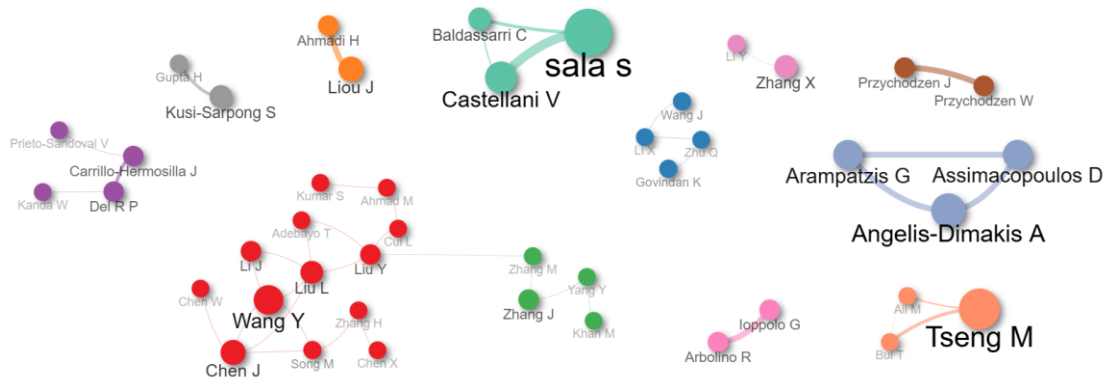 Ahmadi H
Liou J
Baldassarri C
sala s
Castellani V
Gupta H
Kusi-Sarpong S
LI Y
Zhang X
Przychodzen J
Przychodzen W
Prieto-Sandoval V
Carrillo-Hermosilla J
Kanda W
Del R P
Wang J
LI X
Zhu Q
Govindan K
Arampatzis G
Assimacopoulos D
Angelis-Dimakis A
Kumar S
Ahmad M
Adebayo T
Cui L
Li J
Liu L
Liu Y
Chen W
Wang Y
Zhang H
Chen J
Song M
Chen X
Zhang M
Yang Y
Zhang J
Khan M
Ioppolo G
Arbolino R
Ali M
Tseng M
Bui T